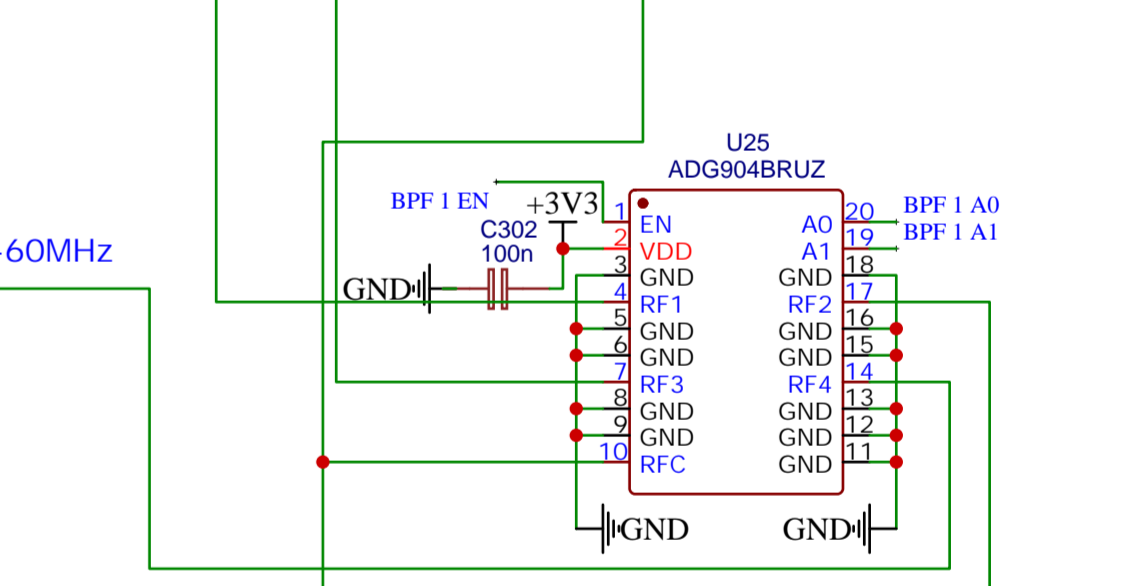 U25
ADG904BRUZ
BPF 1 EN
+3V3
C302
100n
GND
60MHz
1 EN A0 20 BPF 1 A0
2 VDD A1 19 BPF 1 A1
3 GND GND 18
4 RF1 RF2 17
5 GND GND 16
6 GND GND 15
7 RF3 RF4 14
8 GND GND 13
9 GND GND 12
10 RFC GND 11
GND GND